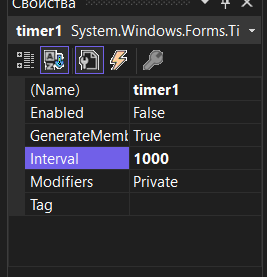 Свойства
timer1 System.Windows.Forms.Ti
(Name) timer1
Enabled False
GenerateMemb True
Interval 1000
Modifiers Private
Tag